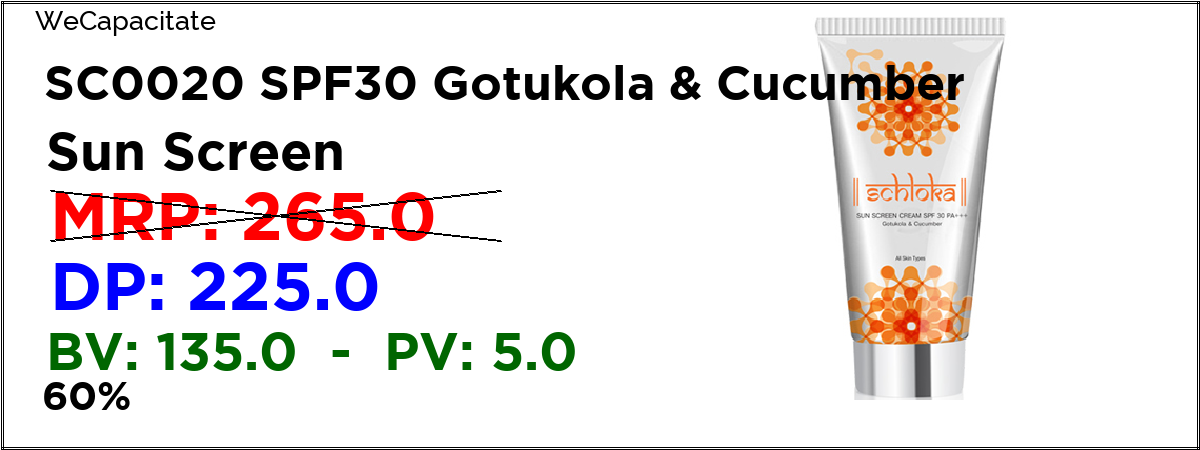 WeCapacitate
SC0020 SPF30 Gotukola & Cucumber
Sun Screen
MRP: 265.0
DP: 225.0
BV: 135.0 - PV: 5.0
60%
schloka
SUN SCREEN CREAM SPF 30 PA+++
Gotukola & Cucumber
All Skin Types